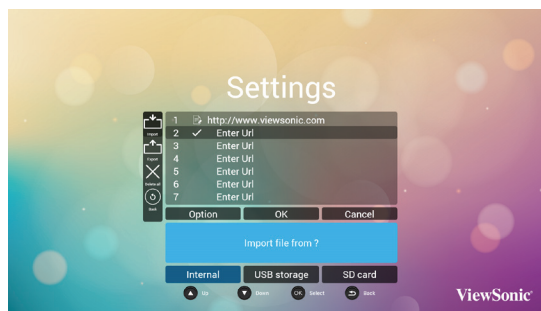 Settings
Import
Export
Delete all
Back
1 http://www.viewsonic.com
2 ✓ Enter Url
3 Enter Url
4 Enter Url
5 Enter Url
6 Enter Url
7 Enter Url
Option OK Cancel
Import file from ?
Internal USB storage SD card
Up Down OK Select Back
ViewSonic